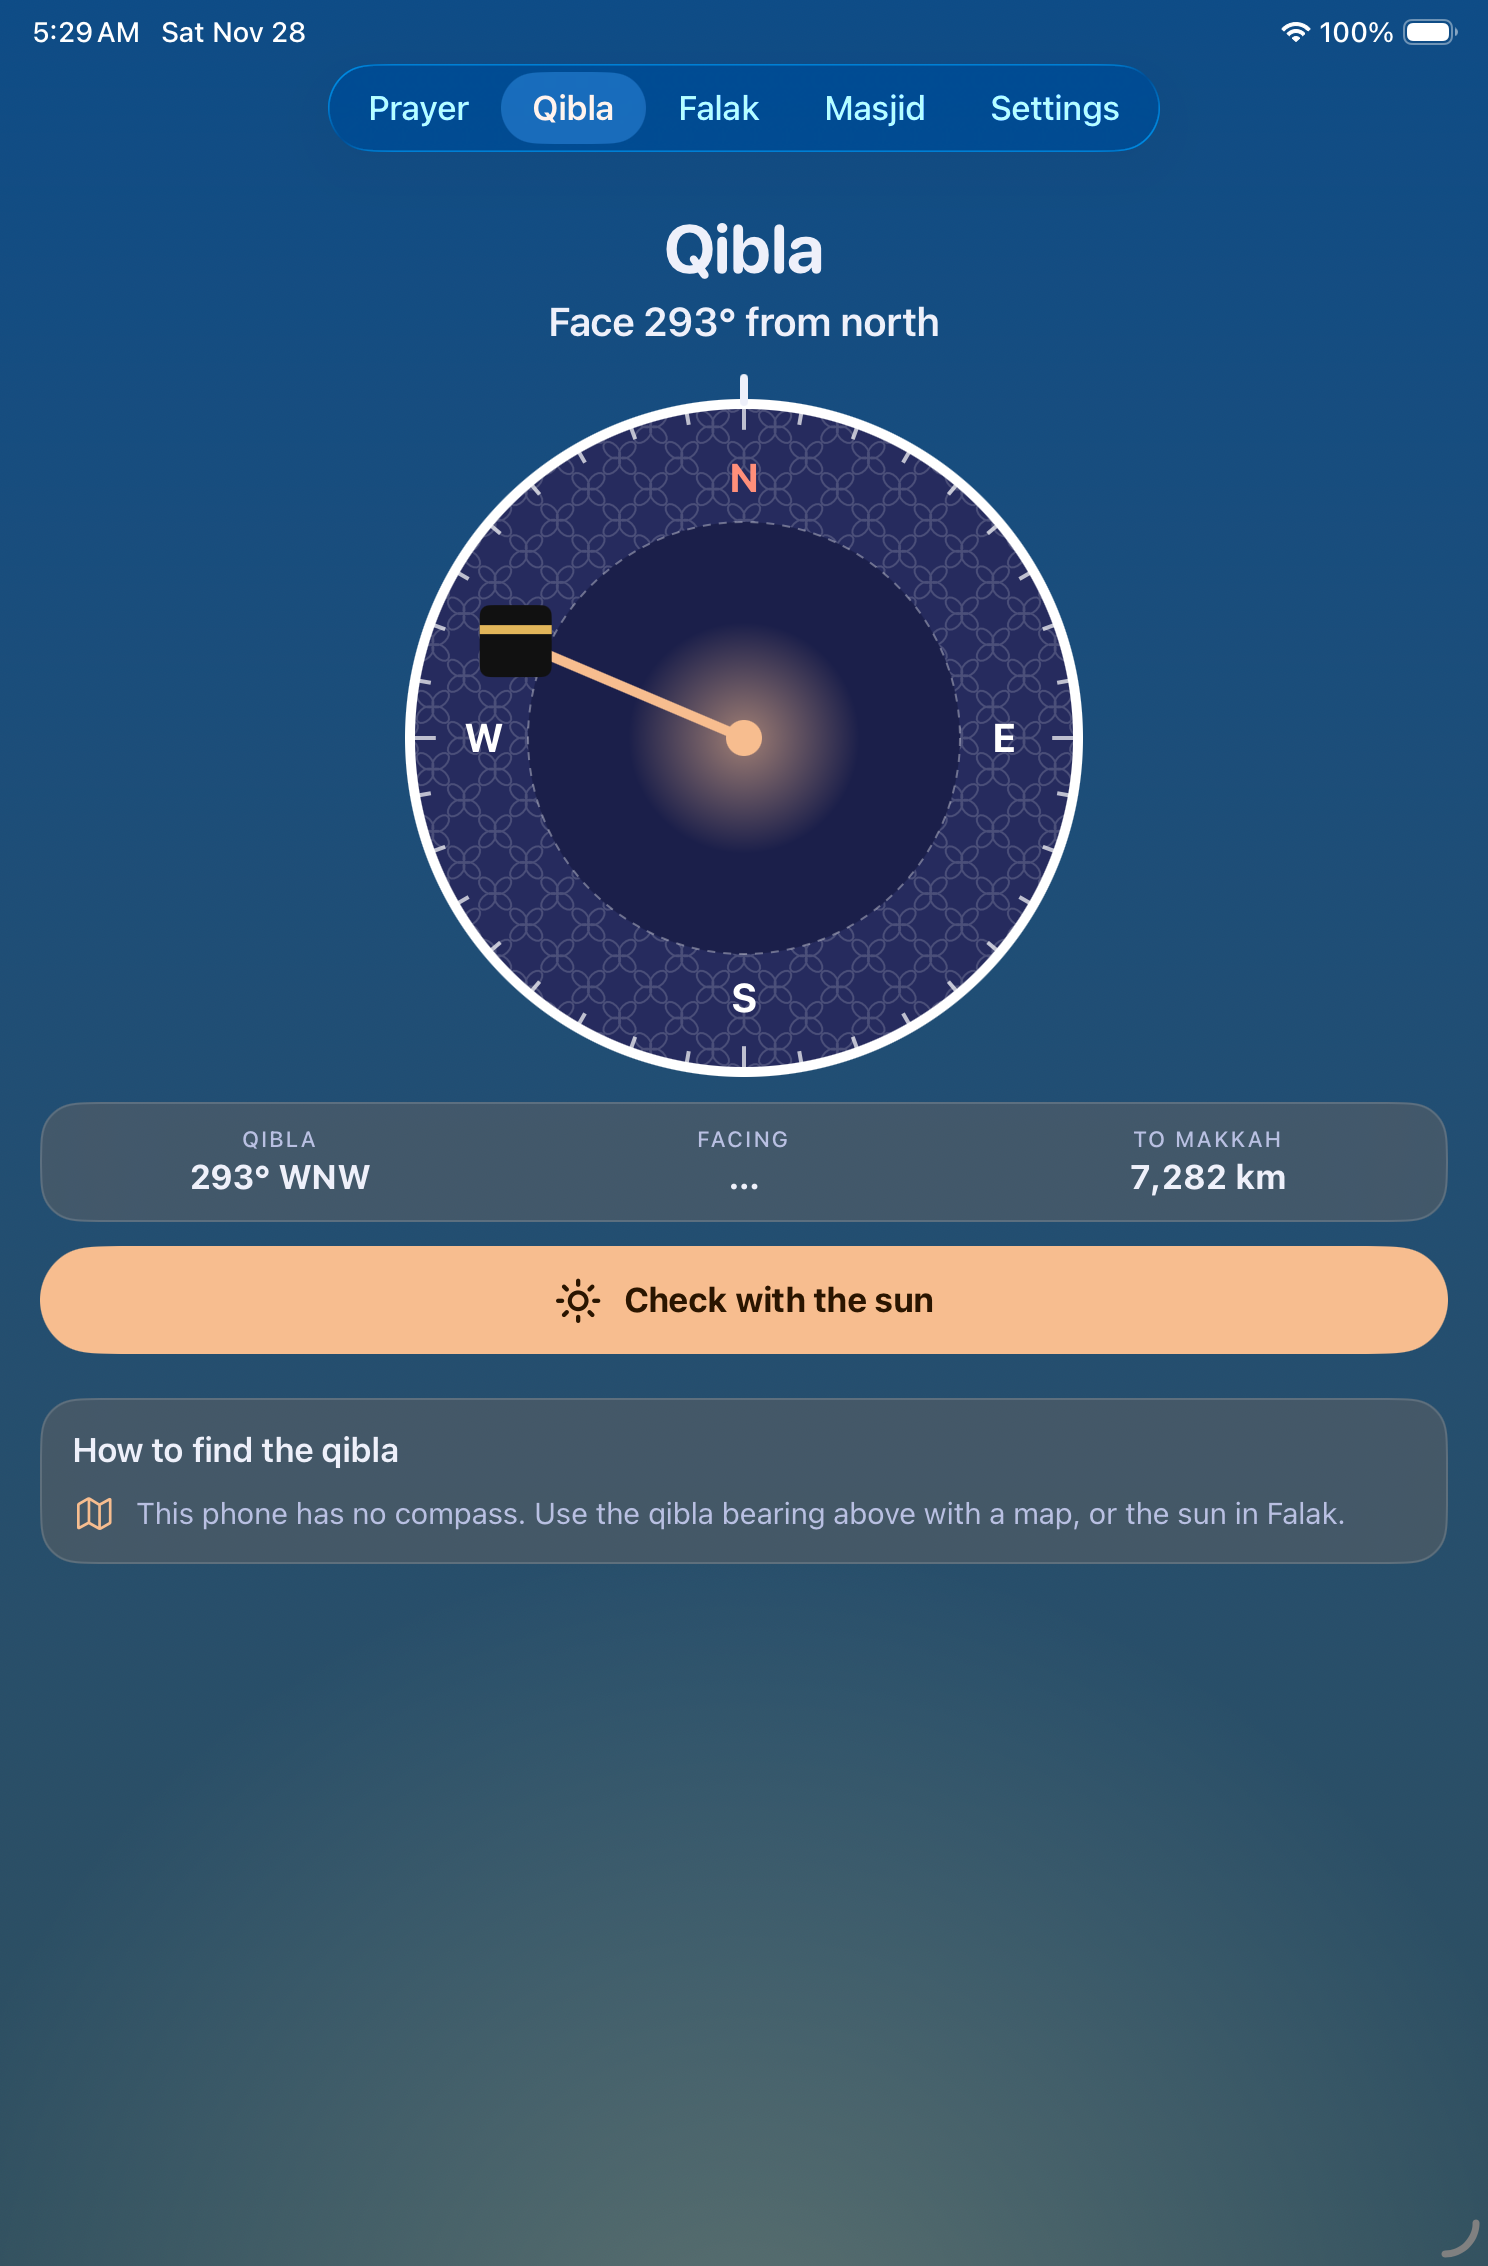 5:29 AM Sat Nov 28 100%
Prayer Qibla Falak Masjid Settings
Qibla
Face 293° from north
N
W E
S
QIBLA FACING TO MAKKAH
293° WNW ... 7,282 km
Check with the sun
How to find the qibla
This phone has no compass. Use the qibla bearing above with a map, or the sun in Falak.